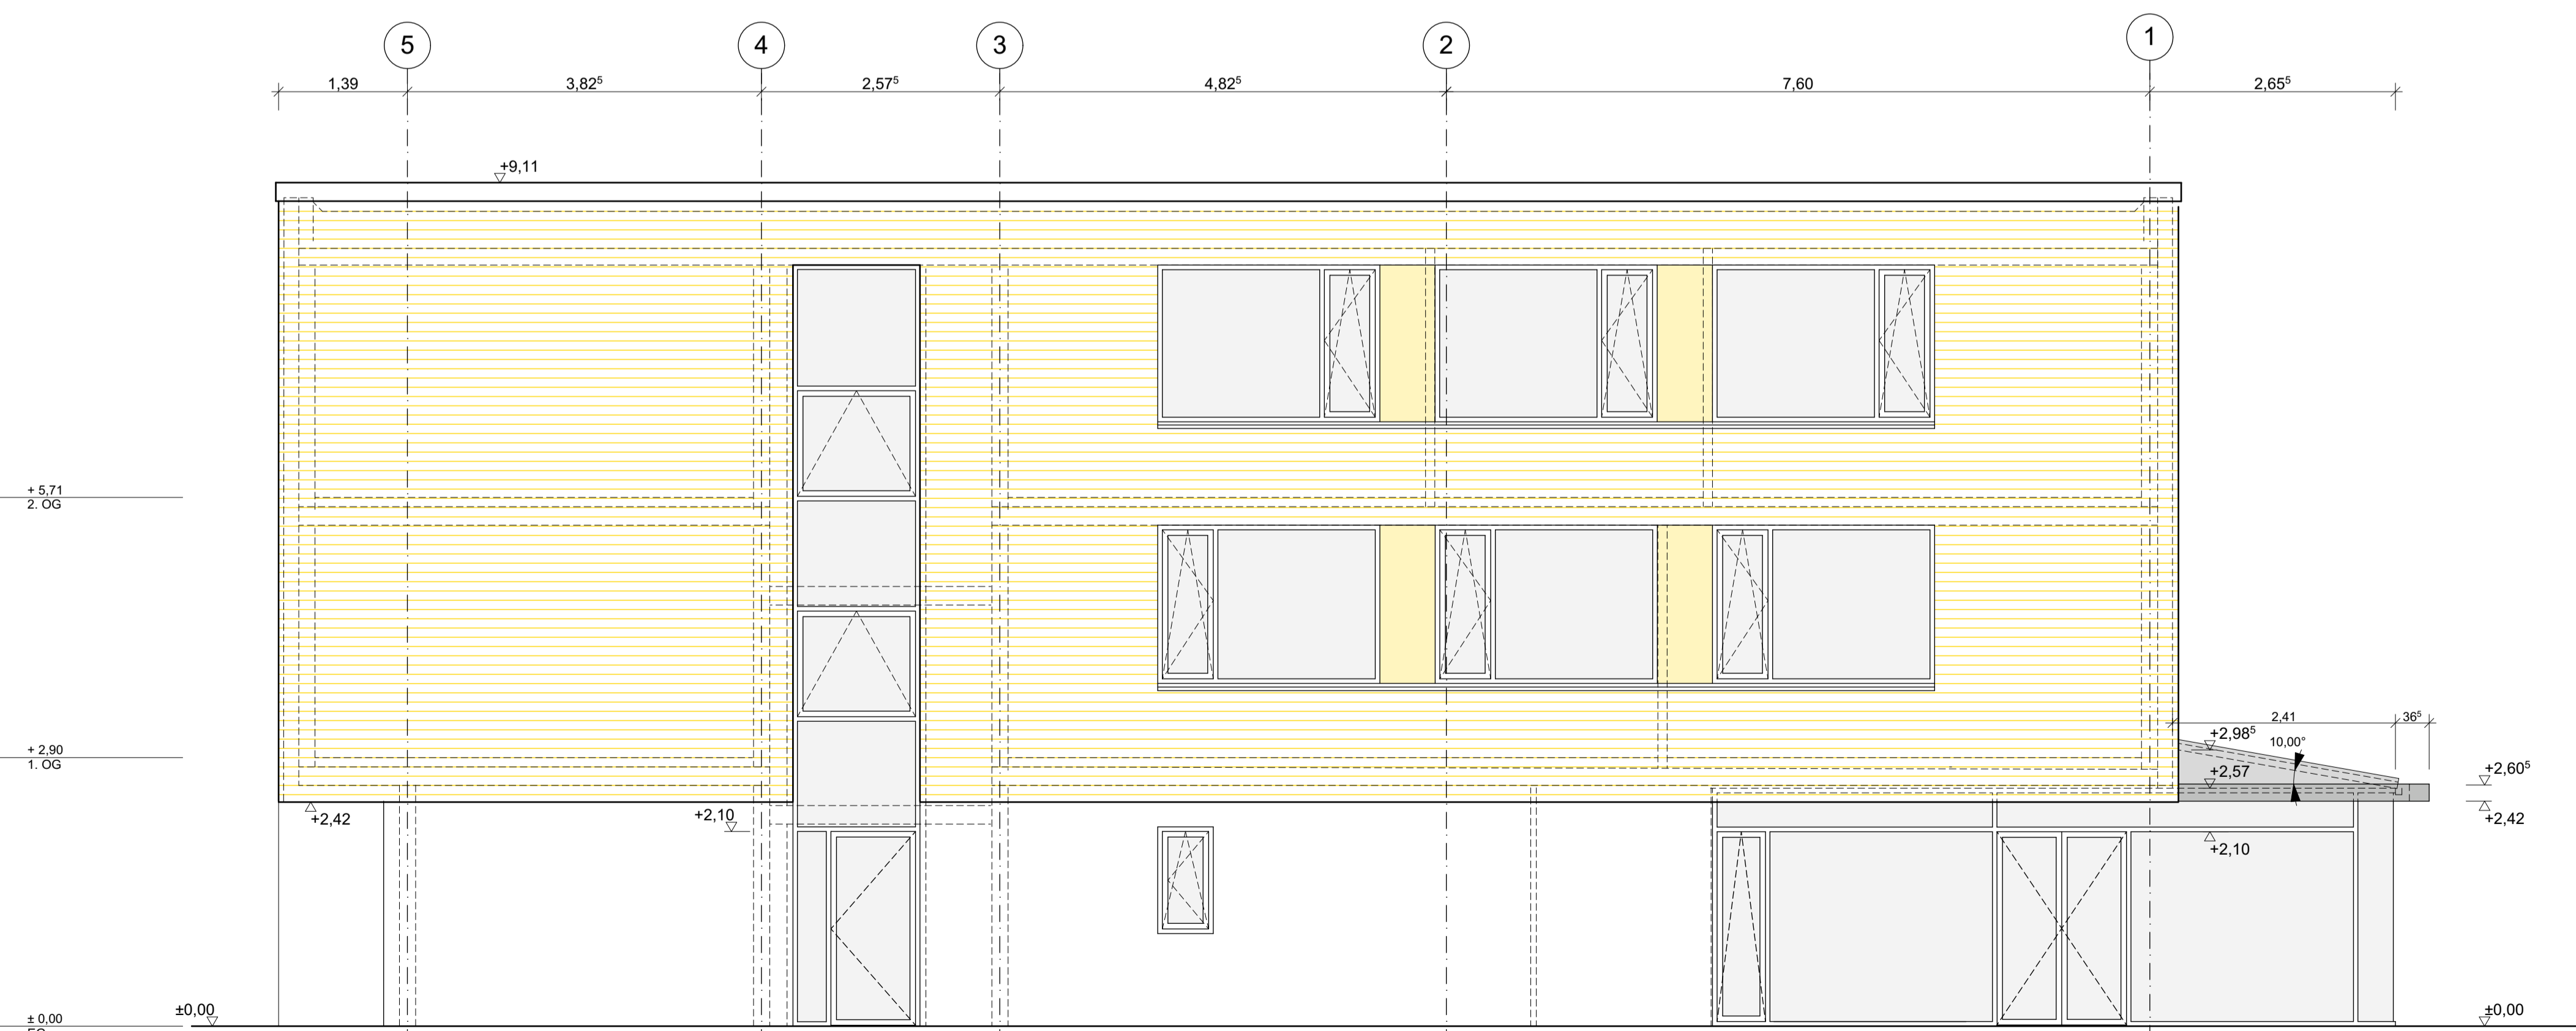 5 4 3 2 1
1,39 3,82⁵ 2,57⁵ 4,82⁵ 7,60 2,65⁵
+9,11
+ 5,71
2. OG
2,41 36⁵
+2,98⁵ 10,00°
+ 2,90
1. OG
+2,57 +2,60⁵
+2,42 +2,10 +2,42
+2,10
±0,00 ±0,00
± 0,00